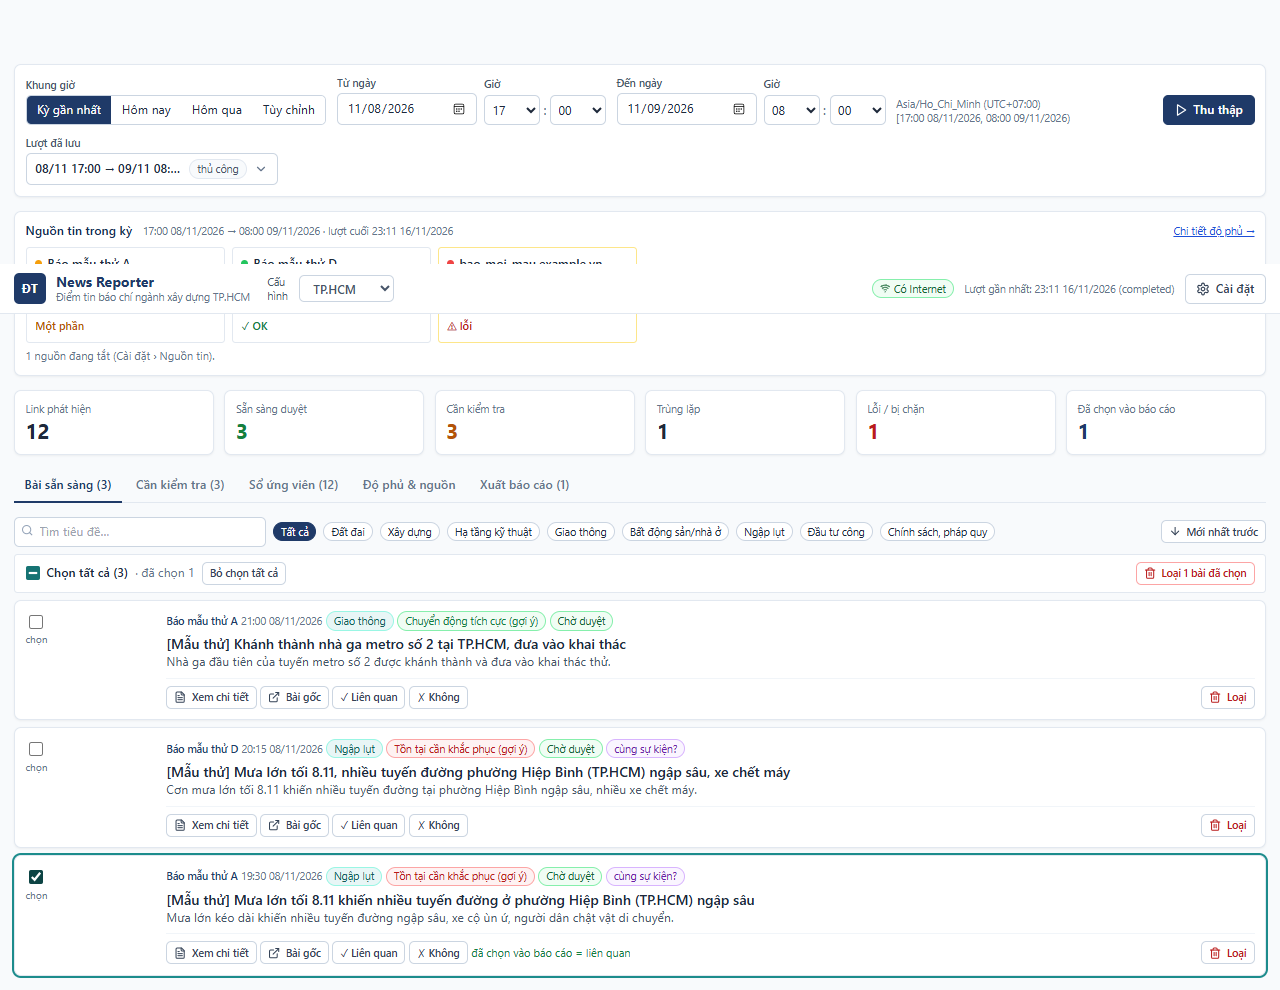 Khung giờ
Kỳ gần nhất Hôm nay Hôm qua Tùy chỉnh
Từ ngày
11/08/2026
Giờ
17 : 00
Đến ngày
11/09/2026
Giờ
08 : 00
Asia/Ho_Chi_Minh (UTC+07:00)
[17:00 08/11/2026, 08:00 09/11/2026)
Thu thập
Lượt đã lưu
08/11 17:00 → 09/11 08:... thủ công
Nguồn tin trong kỳ 17:00 08/11/2026 → 08:00 09/11/2026 · lượt cuối 23:11 16/11/2026
Chi tiết độ phủ →
Báo mẫu thử A Báo mẫu thử D bao-moi-mau.example.vn
ĐT
News Reporter
Điểm tin báo chí ngành xây dựng TP.HCM
Cấu hình
TP.HCM
Có Internet
Lượt gần nhất: 23:11 16/11/2026 (completed)
Cài đặt
Một phần ✓ OK ⚠ lỗi
1 nguồn đang tắt (Cài đặt › Nguồn tin).
Link phát hiện
12
Sẵn sàng duyệt
3
Cần kiểm tra
3
Trùng lặp
1
Lỗi / bị chặn
1
Đã chọn vào báo cáo
1
Bài sẵn sàng (3) Cần kiểm tra (3) Sổ ứng viên (12) Độ phủ & nguồn Xuất báo cáo (1)
Tìm tiêu đề...
Tất cả Đất đai Xây dựng Hạ tầng kỹ thuật Giao thông Bất động sản/nhà ở Ngập lụt Đầu tư công Chính sách, pháp quy
Mới nhất trước
Chọn tất cả (3) · đã chọn 1 Bỏ chọn tất cả
Loại 1 bài đã chọn
chọn
Báo mẫu thử A 21:00 08/11/2026 Giao thông Chuyển động tích cực (gợi ý) Chờ duyệt
[Mẫu thử] Khánh thành nhà ga metro số 2 tại TP.HCM, đưa vào khai thác
Nhà ga đầu tiên của tuyến metro số 2 được khánh thành và đưa vào khai thác thử.
Xem chi tiết Bài gốc ✓ Liên quan ✗ Không
Loại
chọn
Báo mẫu thử D 20:15 08/11/2026 Ngập lụt Tồn tại cần khắc phục (gợi ý) Chờ duyệt cùng sự kiện?
[Mẫu thử] Mưa lớn tối 8.11, nhiều tuyến đường phường Hiệp Bình (TP.HCM) ngập sâu, xe chết máy
Cơn mưa lớn tối 8.11 khiến nhiều tuyến đường tại phường Hiệp Bình ngập sâu, nhiều xe chết máy.
Xem chi tiết Bài gốc ✓ Liên quan ✗ Không
Loại
chọn
Báo mẫu thử A 19:30 08/11/2026 Ngập lụt Tồn tại cần khắc phục (gợi ý) Chờ duyệt cùng sự kiện?
[Mẫu thử] Mưa lớn tối 8.11 khiến nhiều tuyến đường ở phường Hiệp Bình (TP.HCM) ngập sâu
Mưa lớn kéo dài khiến nhiều tuyến đường ngập sâu, xe cộ ùn ứ, người dân chật vật di chuyển.
Xem chi tiết Bài gốc ✓ Liên quan ✗ Không đã chọn vào báo cáo = liên quan
Loại